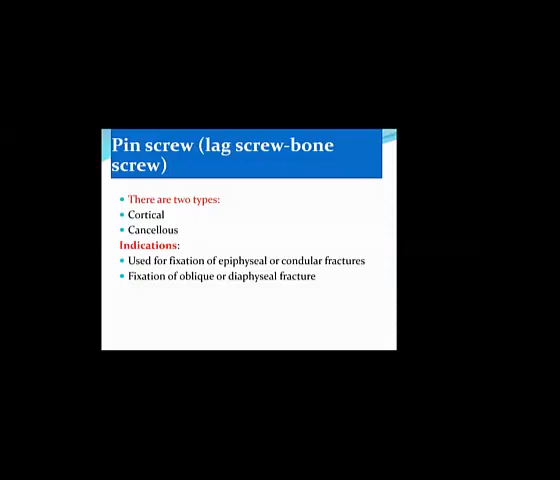 Pin screw (lag screw-bone
screw)
There are two types:
Cortical
Cancellous
Indications:
Used for fixation of epiphyseal or condular fractures
Fixation of oblique or diaphyseal fracture